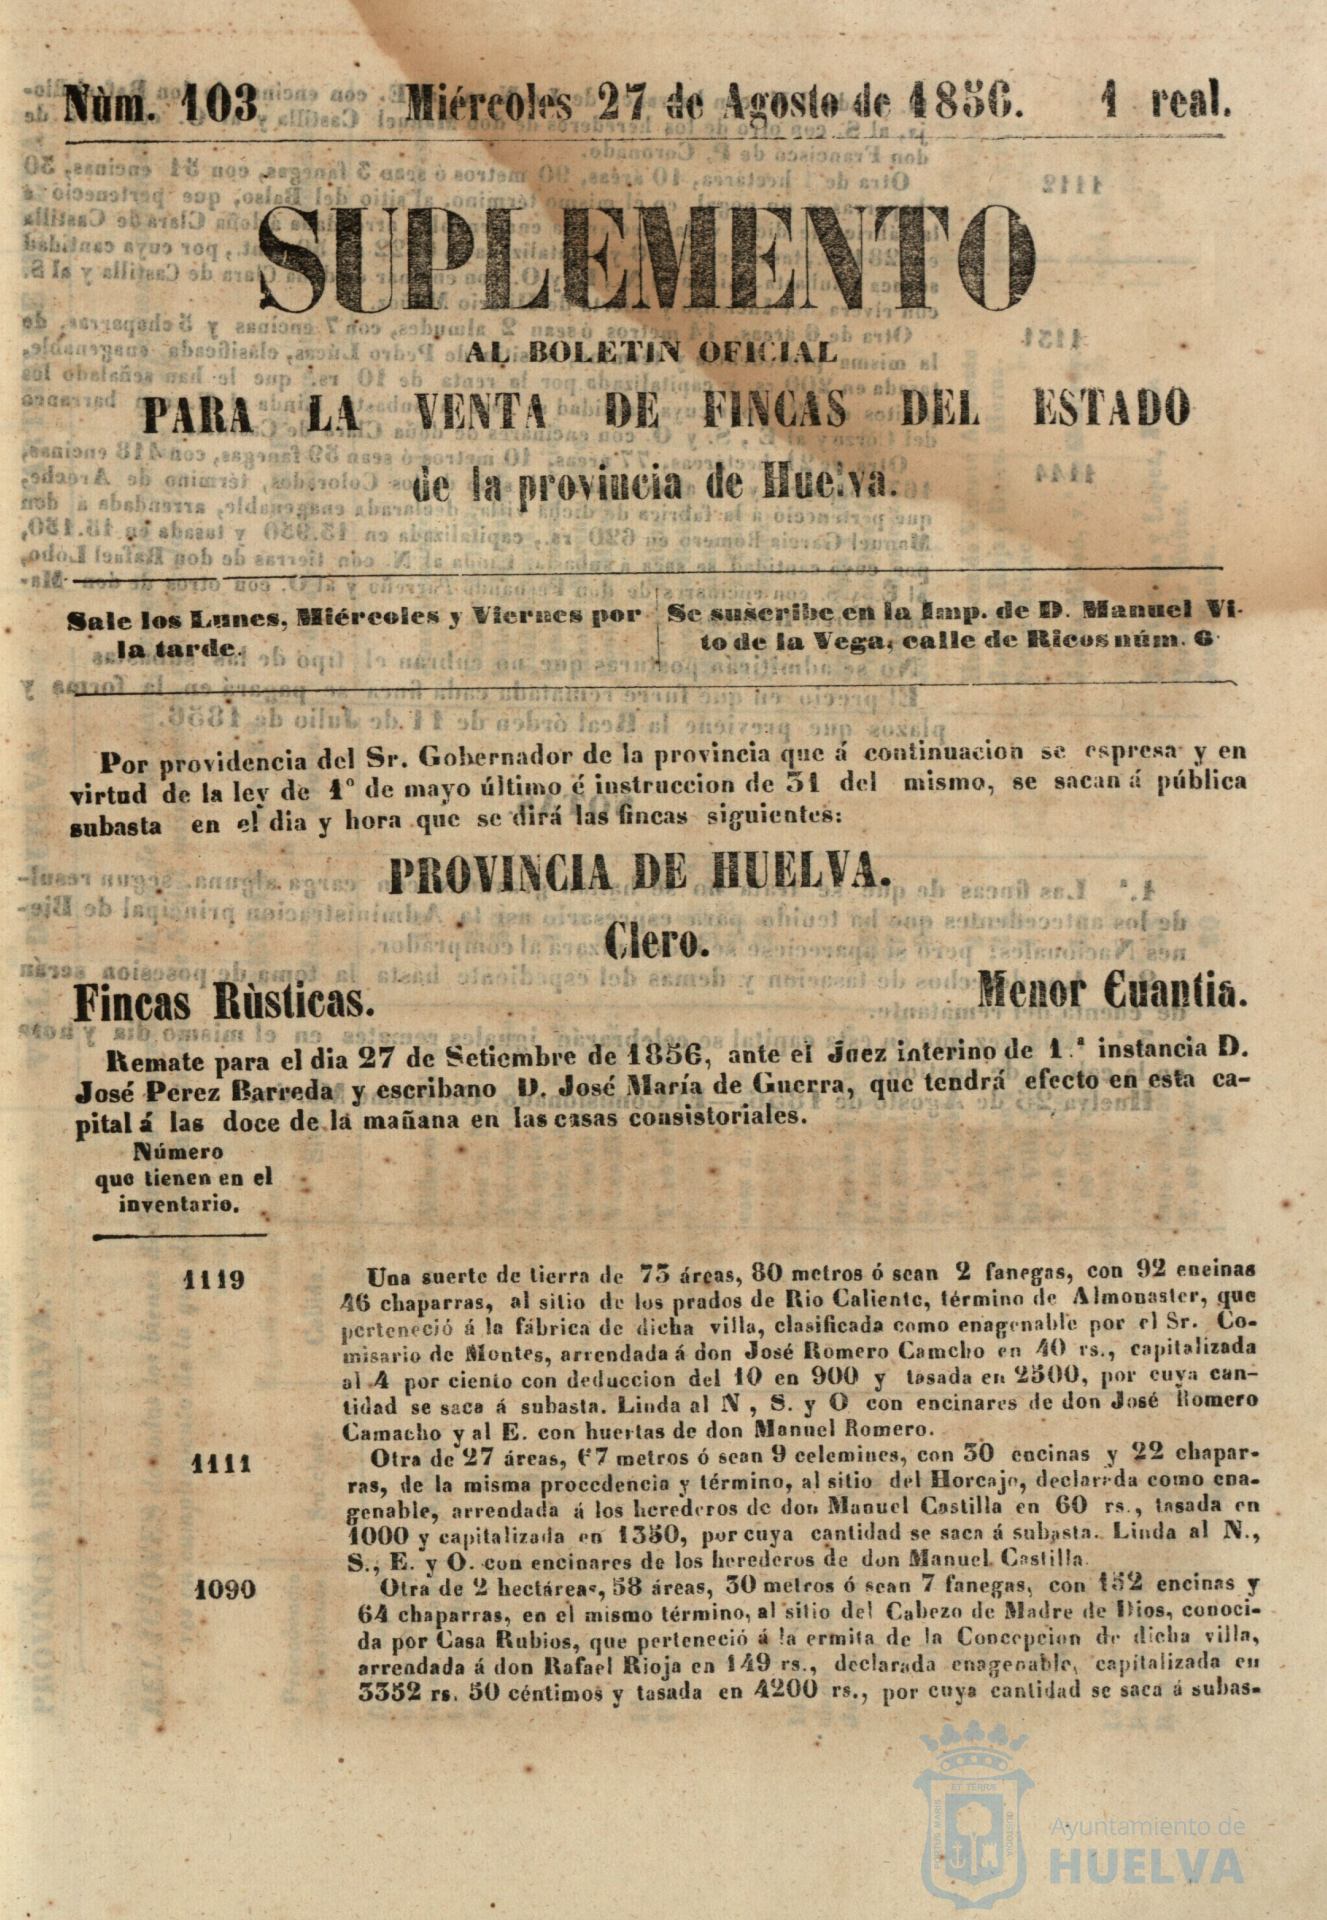 Nùm. 103 Miércoles 27 de Agosto de 1856. 1 real.
SUPLEMENTO
AL BOLETIN OFICIAL
PARA LA VENTA DE FINCAS DEL ESTADO
de la provincia de Huelva.
Sale los Lunes, Miércoles y Viernes por
la tarde.
Se suscribe en la Imp. de D. Manuel Vi-
to de la Vega, calle de Ricos núm. 6
Por providencia del Sr. Gobernador de la provincia que á continuacion se espresa y en
virtud de la ley de 1º de mayo último é instruccion de 31 del mismo, se sacan á pública
subasta en el dia y hora que se dirá las fincas siguientes:
PROVINCIA DE HUELVA.
Clero.
Fincas Rùsticas. Menor Cuantia.
Remate para el dia 27 de Setiembre de 1856, ante el Juez interino de 1.ª instancia D.
José Perez Barreda y escribano D. José María de Guerra, que tendrá efecto en esta ca-
pital á las doce de la mañana en las casas consistoriales.
Número
que tienen en el
inventario.
1119 Una suerte de tierra de 73 áreas, 80 metros ó sean 2 fanegas, con 92 encinas
46 chaparras, al sitio de los prados de Rio Caliente, término de Almonaster, que
perteneció á la fábrica de dicha villa, clasificada como enagenable por el Sr. Co-
misario de Montes, arrendada á don José Romero Camcho en 40 rs., capitalizada
al 4 por ciento con deduccion del 10 en 900 y tasada en 2500, por cuya can-
tidad se saca á subasta. Linda al N , S. y O con encinares de don José Romero
Camacho y al E. con huertas de don Manuel Romero.
1111 Otra de 27 áreas, 67 metros ó sean 9 celemines, con 30 encinas y 22 chapar-
ras, de la misma procedencia y término, al sitio del Horcajo, declarada como ena-
genable, arrendada á los herederos de don Manuel Castilla en 60 rs., tasada en
1000 y capitalizada en 1350, por cuya cantidad se saca á subasta. Linda al N.,
S., E. y O. con encinares de los herederos de don Manuel Castilla.
1090 Otra de 2 hectáreas, 58 áreas, 30 metros ó sean 7 fanegas, con 152 encinas y
64 chaparras, en el mismo término, al sitio del Cabezo de Madre de Dios, conoci-
da por Casa Rubios, que perteneció á la ermita de la Concepcion de dicha villa,
arrendada á don Rafael Rioja en 149 rs., declarada enagenable, capitalizada en
3352 rs. 50 céntimos y tasada en 4200 rs., por cuya cantidad se saca á subas-
Ayuntamiento de
HUELVA